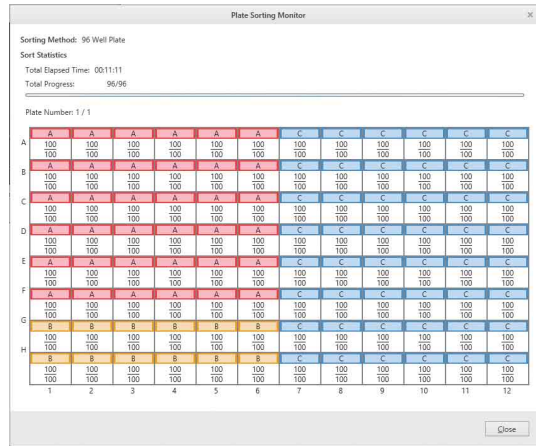 Plate Sorting Monitor ×
Sorting Method: 96 Well Plate
Sort Statistics
Total Elapsed Time: 00:11:11
Total Progress: 96/96
Plate Number: 1 / 1
A A A A A A C C C C C C
A 100 100 100 100 100 100 100 100 100 100 100 100
100 100 100 100 100 100 100 100 100 100 100 100
A A A A A A C C C C C C
B 100 100 100 100 100 100 100 100 100 100 100 100
100 100 100 100 100 100 100 100 100 100 100 100
A A A A A A C C C C C C
C 100 100 100 100 100 100 100 100 100 100 100 100
100 100 100 100 100 100 100 100 100 100 100 100
A A A A A A C C C C C C
D 100 100 100 100 100 100 100 100 100 100 100 100
100 100 100 100 100 100 100 100 100 100 100 100
A A A A A A C C C C C C
E 100 100 100 100 100 100 100 100 100 100 100 100
100 100 100 100 100 100 100 100 100 100 100 100
A A A A A A C C C C C C
F 100 100 100 100 100 100 100 100 100 100 100 100
100 100 100 100 100 100 100 100 100 100 100 100
B B B B B B C C C C C C
G 100 100 100 100 100 100 100 100 100 100 100 100
100 100 100 100 100 100 100 100 100 100 100 100
B B B B B B C C C C C C
H 100 100 100 100 100 100 100 100 100 100 100 100
100 100 100 100 100 100 100 100 100 100 100 100
1 2 3 4 5 6 7 8 9 10 11 12
Close